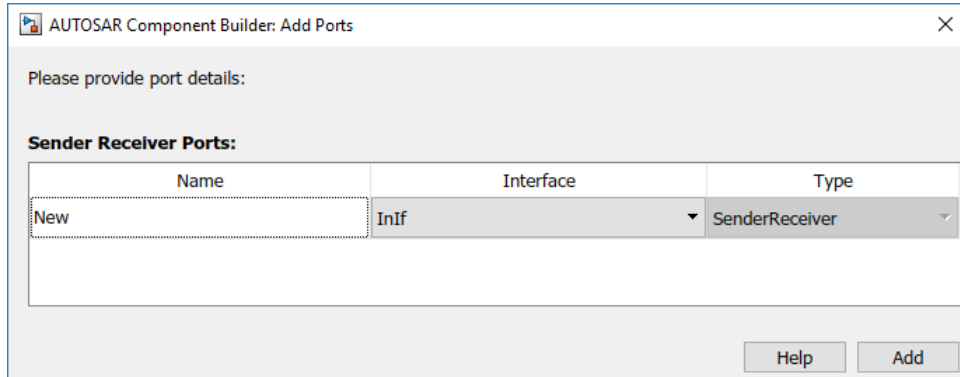 AUTOSAR Component Builder: Add Ports
Please provide port details:
Sender Receiver Ports:
Name Interface Type
New InIf SenderReceiver
Help Add